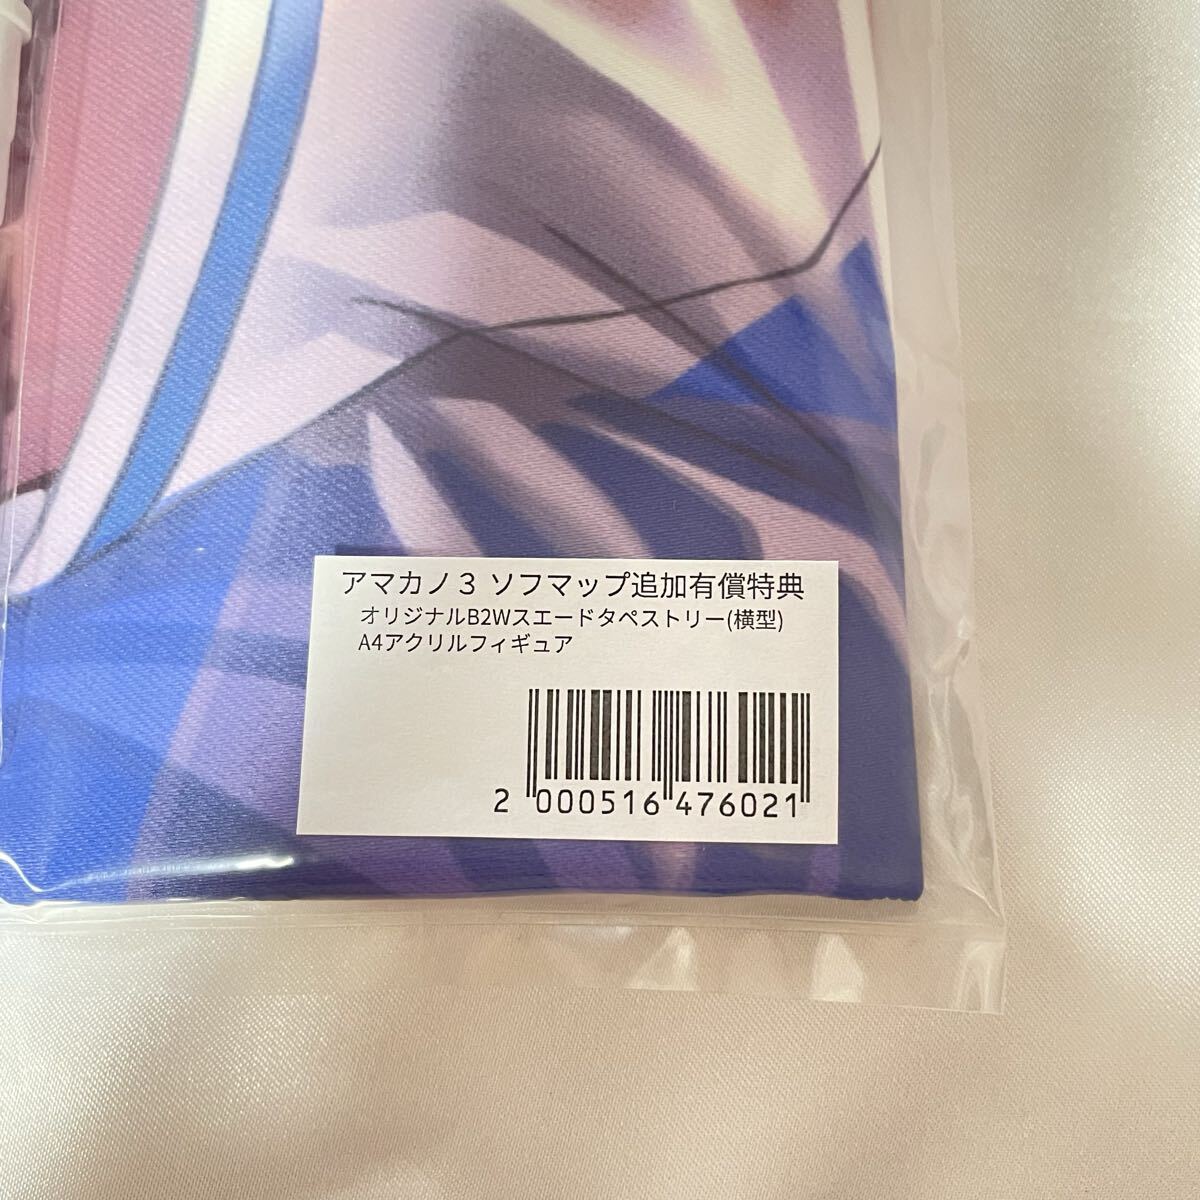 アマカノ３ ソフマップ追加有償特典
オリジナルB2Wスエードタペストリー(横型)
A4アクリルフィギュア
2 000516 476021